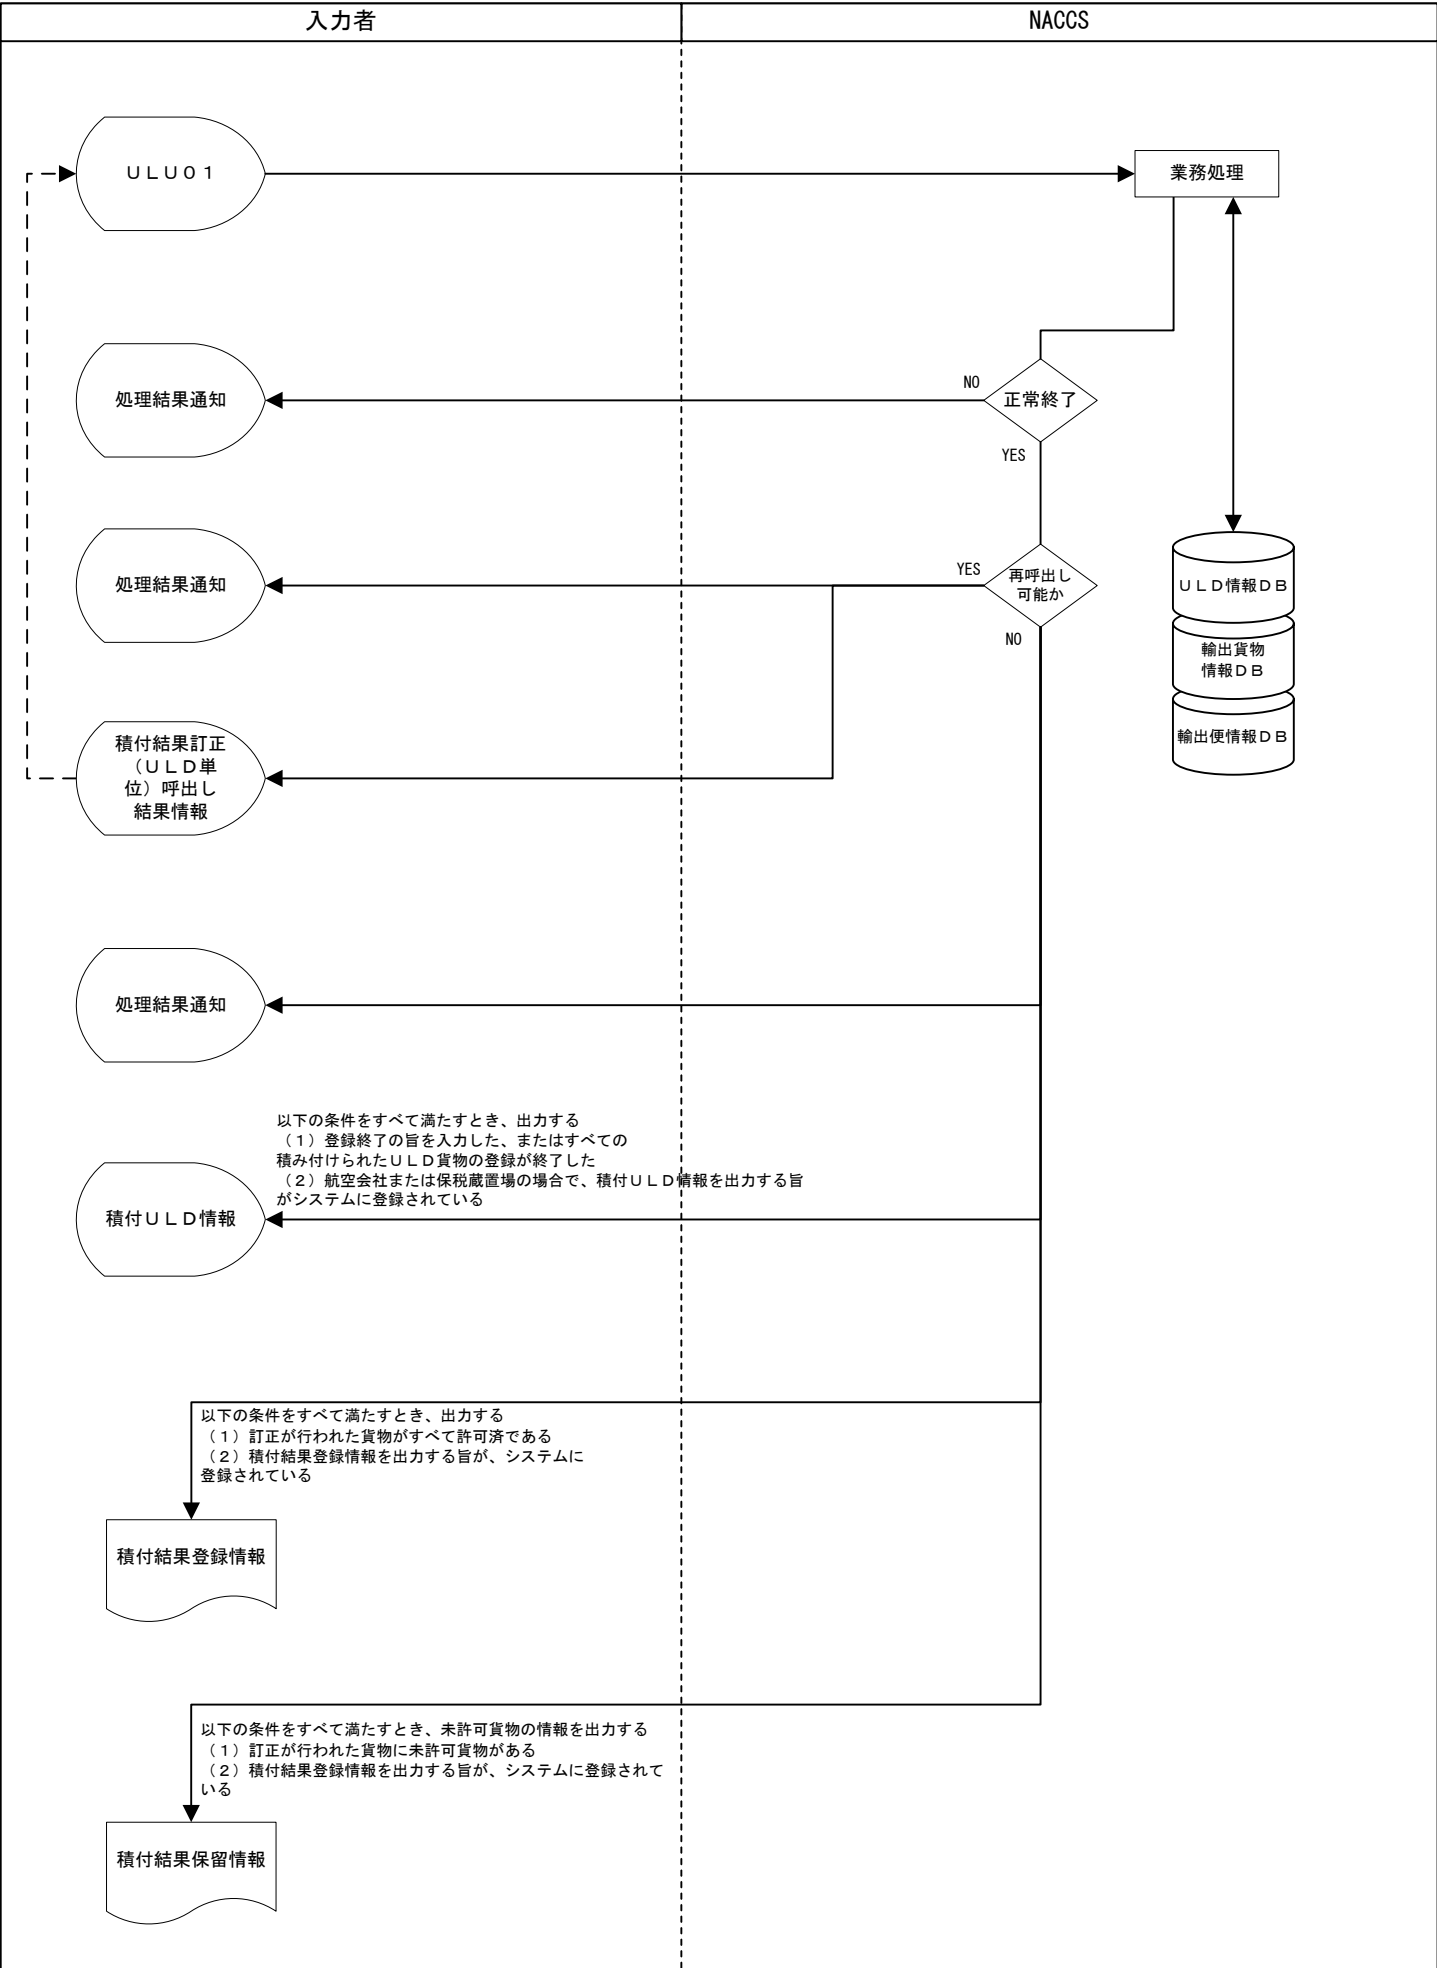 入力者
NACCS
ＵＬＵ０１
業務処理
処理結果通知
NO
正常終了
YES
処理結果通知
YES
再呼出し
可能か
NO
ＵＬＤ情報ＤＢ
輸出貨物
情報ＤＢ
輸出便情報ＤＢ
積付結果訂正
（ＵＬＤ単
位）呼出し
結果情報
処理結果通知
以下の条件をすべて満たすとき、出力する
（１）登録終了の旨を入力した、またはすべての
積み付けられたＵＬＤ貨物の登録が終了した
（２）航空会社または保税蔵置場の場合で、積付ＵＬＤ情報を出力する旨
がシステムに登録されている
積付ＵＬＤ情報
以下の条件をすべて満たすとき、出力する
（１）訂正が行われた貨物がすべて許可済である
（２）積付結果登録情報を出力する旨が、システムに
登録されている
積付結果登録情報
以下の条件をすべて満たすとき、未許可貨物の情報を出力する
（１）訂正が行われた貨物に未許可貨物がある
（２）積付結果登録情報を出力する旨が、システムに登録されて
いる
積付結果保留情報